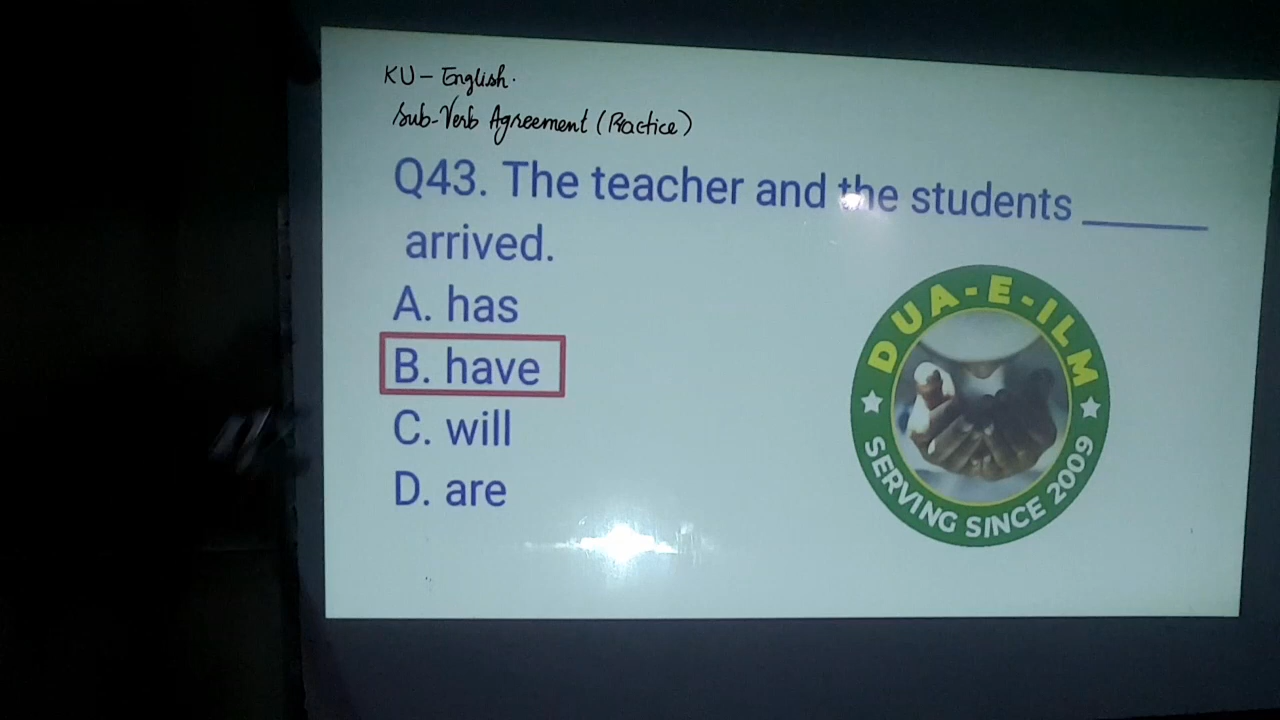 KU - English.
Sub-Verb Agreement (Practice)
Q43. The teacher and the students ______
arrived.
A. has
B. have
C. will
D. are
DUA-E-ILM
SERVING SINCE 2009